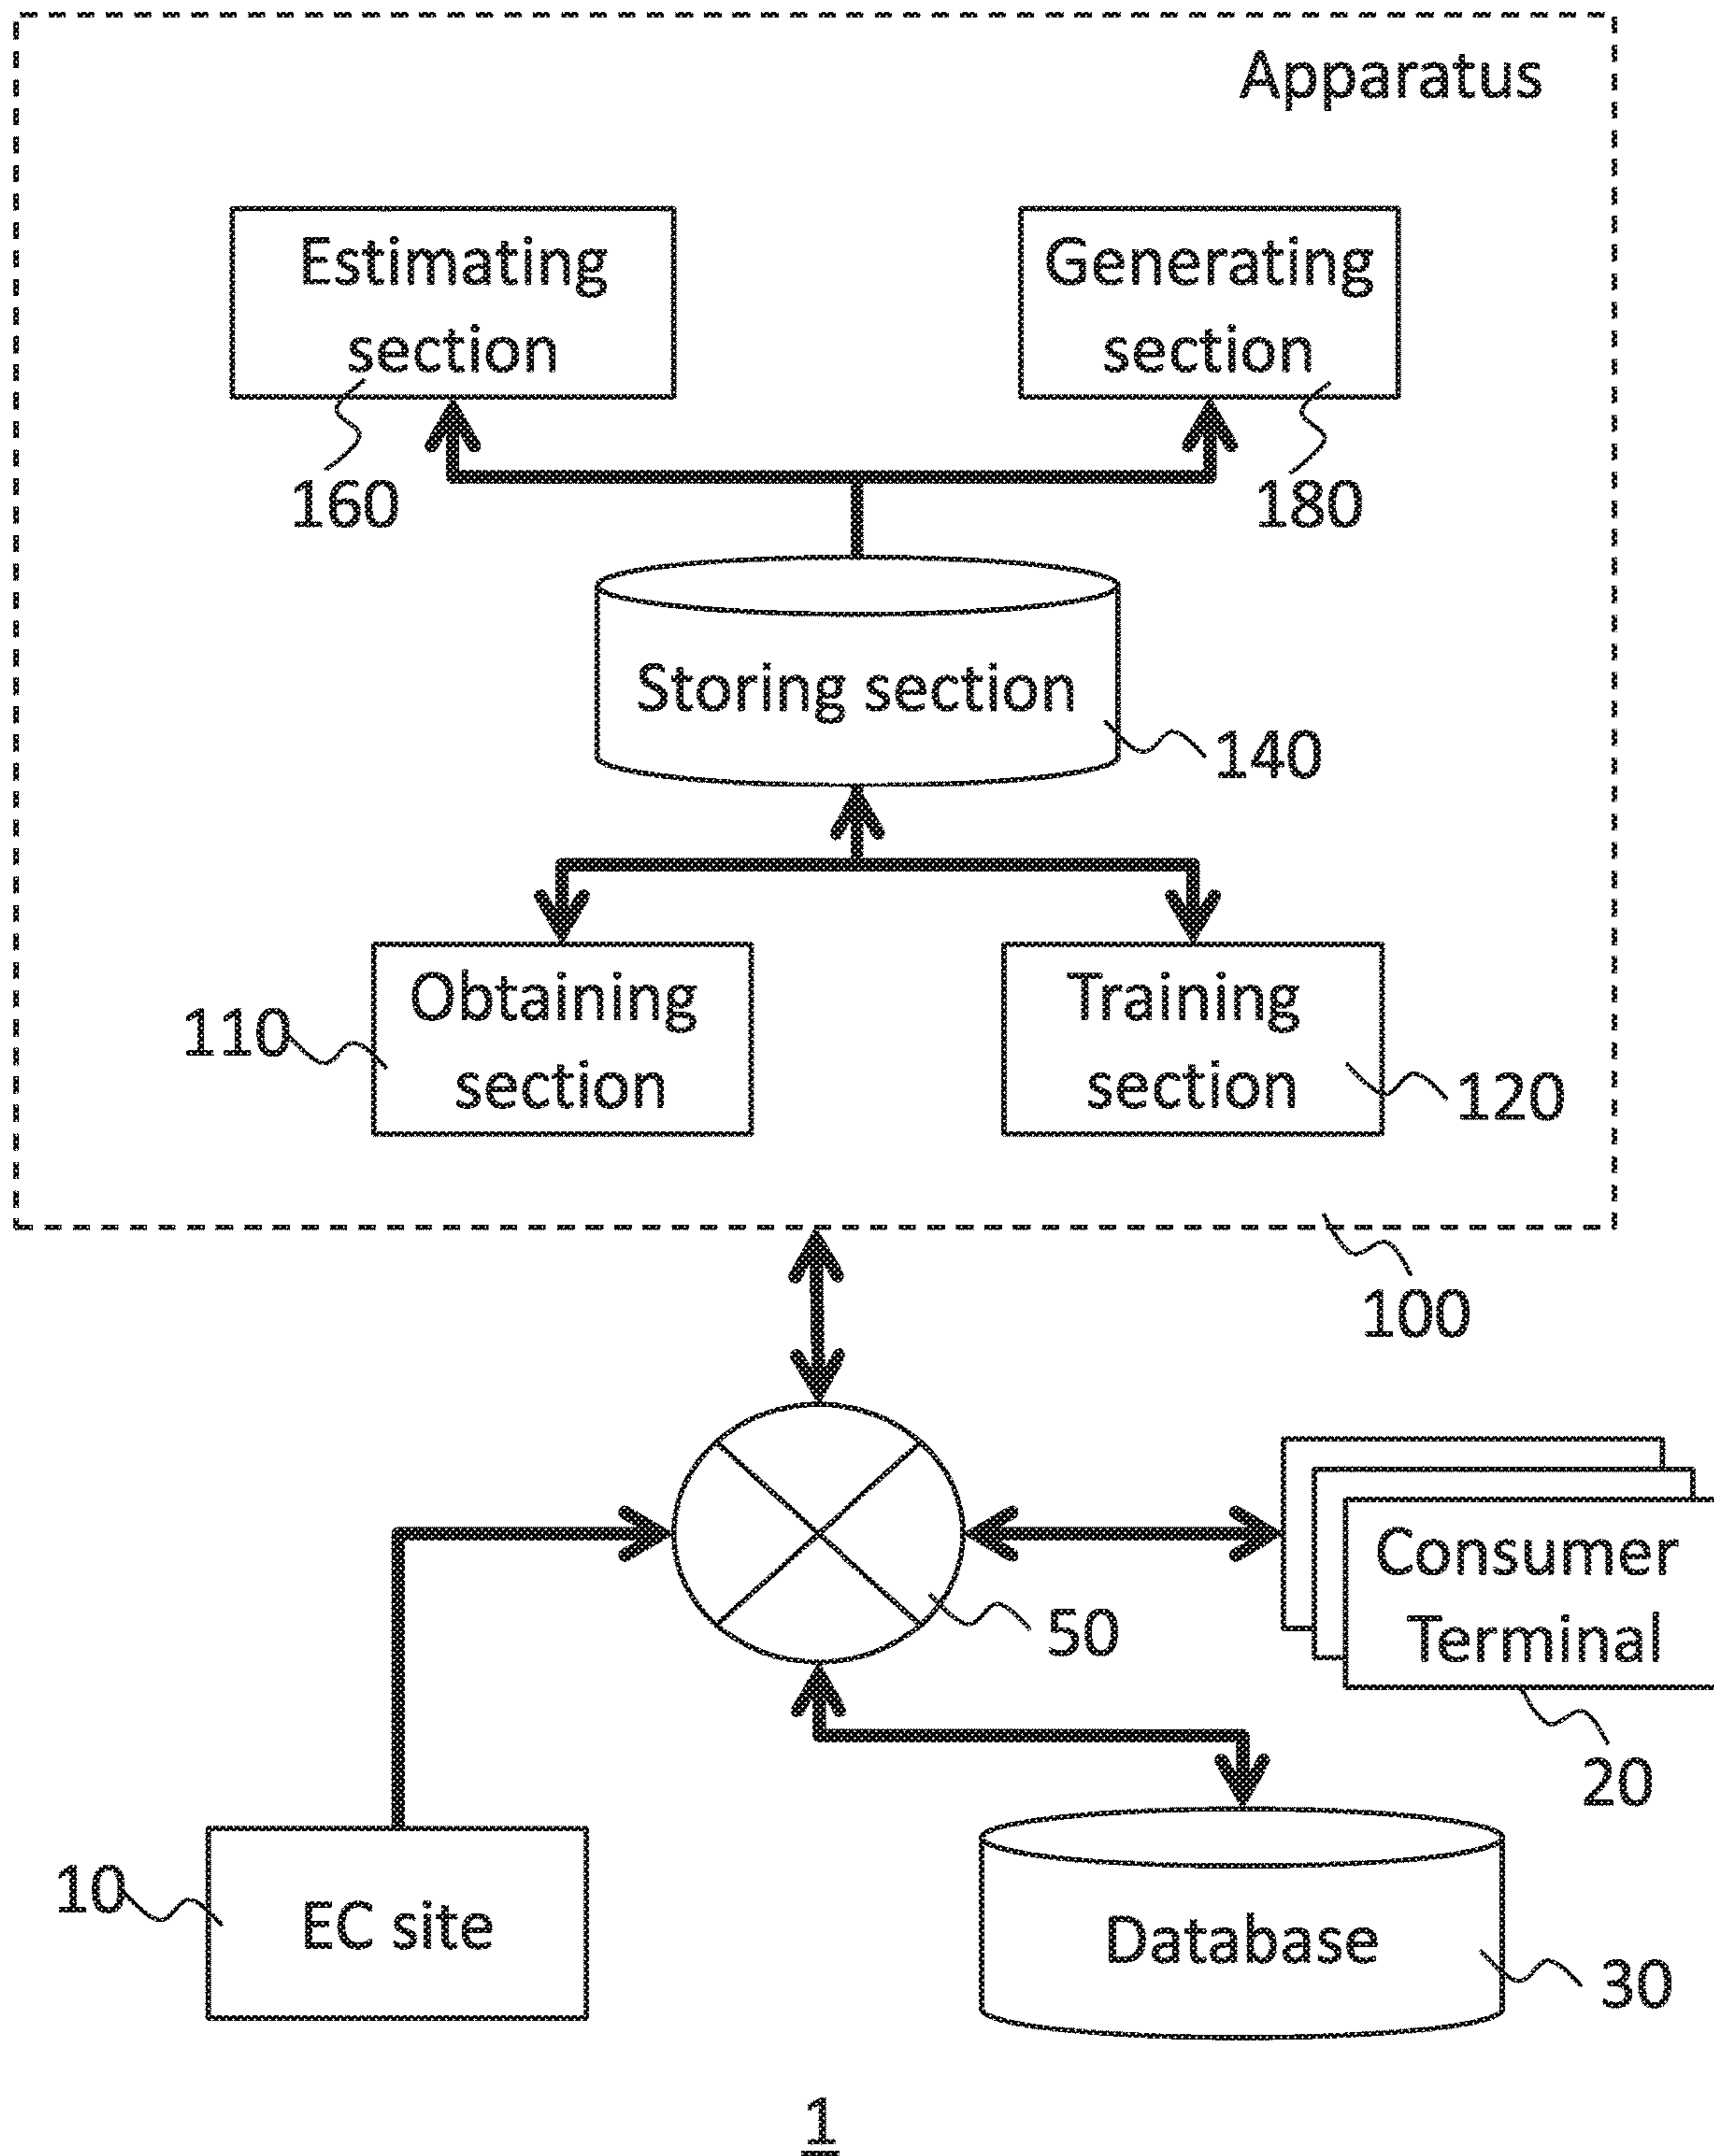 Apparatus
Estimating
section
160
Generating
section
180
Storing section
140
110
Obtaining
section
Training
section
120
100
50
Consumer
Terminal
20
10
EC site
Database
30
1